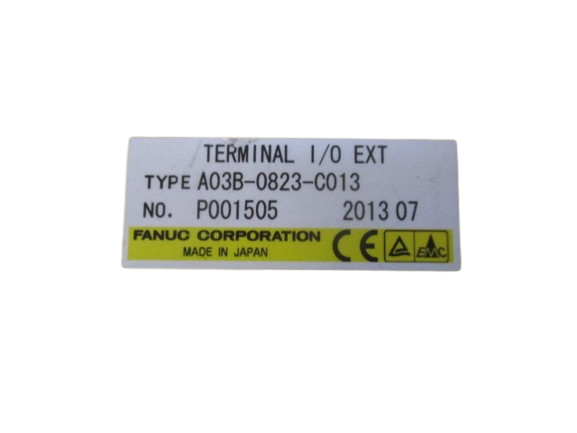 TERMINAL I/O EXT
TYPE A03B-0823-C013
NO. P001505 2013 07
FANUC CORPORATION
MADE IN JAPAN
CE
EMC